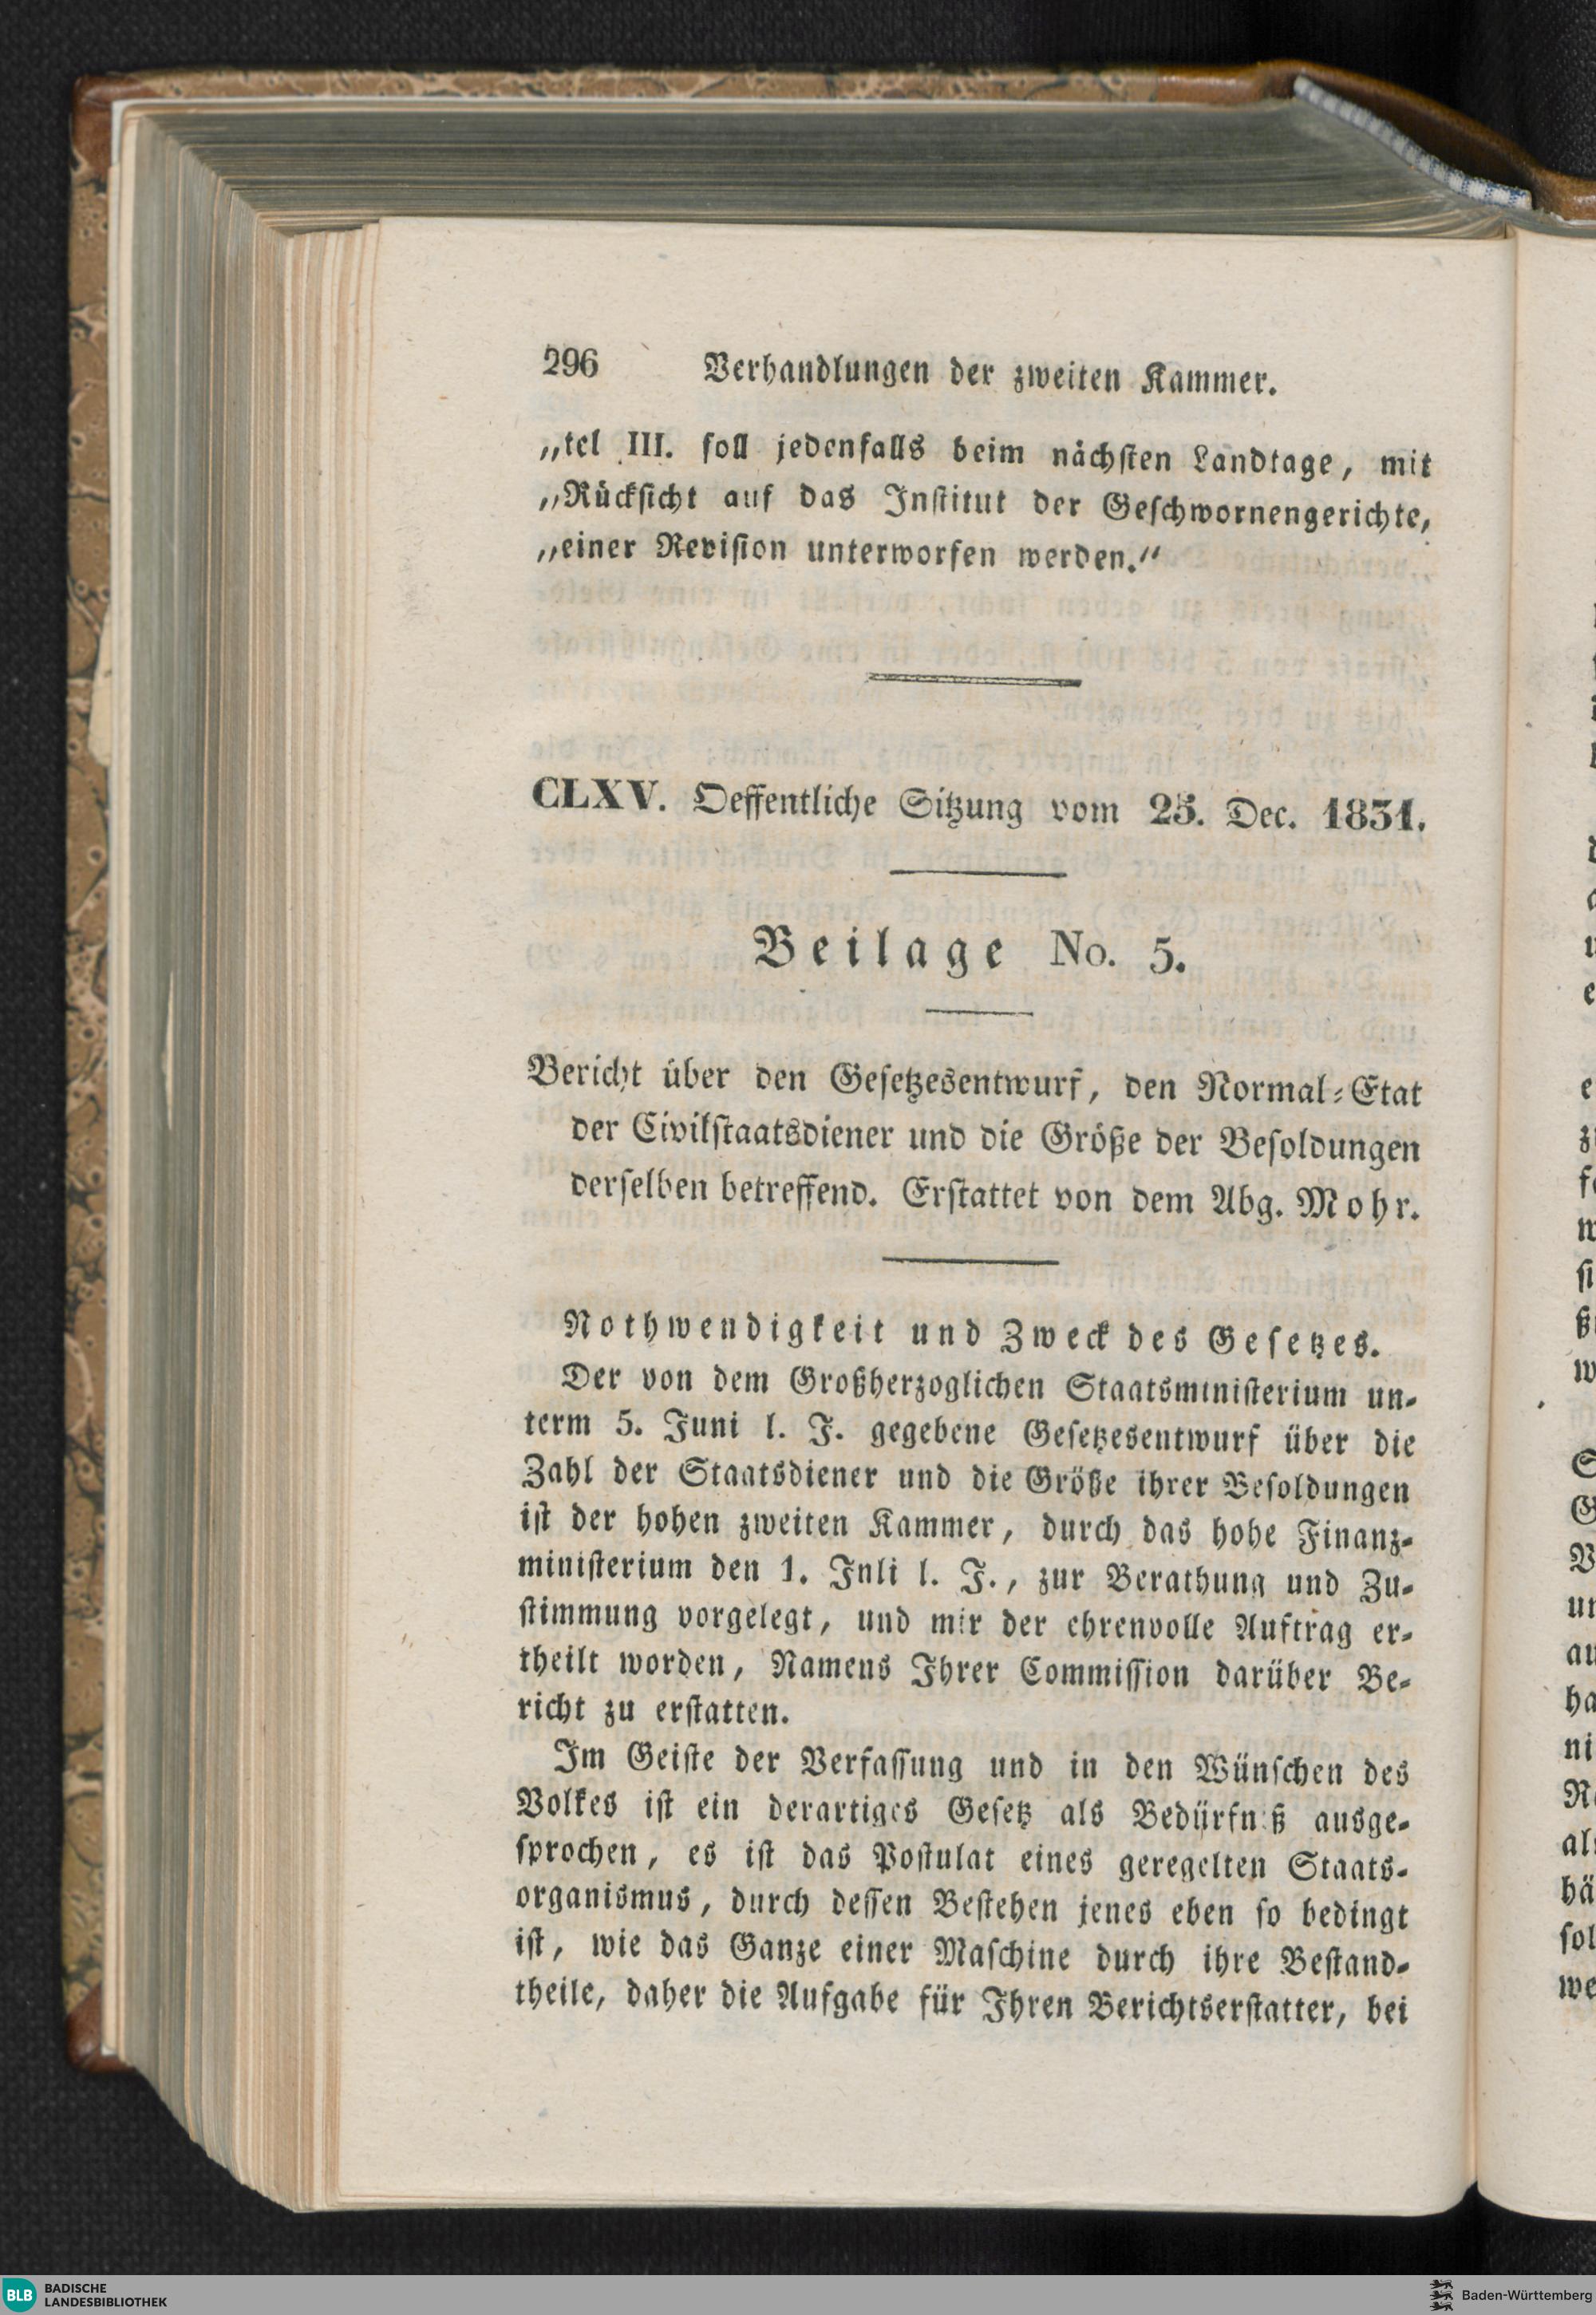 296 Verhandlungen der zweiten Kammer.
„tel III. soll jedenfalls beim nächsten Landtage, mit
„Rücksicht auf das Institut der Geschwornengerichte,
„einer Revision unterworfen werden.“
CLXV. Oeffentliche Sitzung vom 25. Dec. 1831.
Beilage No. 5.
Bericht über den Gesetzesentwurf, den Normal-Etat
der Civilstaatsdiener und die Größe der Besoldungen
derselben betreffend. Erstattet von dem Abg. Mohr.
Nothwendigkeit und Zweck des Gesetzes.
Der von dem Großherzoglichen Staatsministerium un-
term 5. Juni l. J. gegebene Gesetzesentwurf über die
Zahl der Staatsdiener und die Größe ihrer Besoldungen
ist der hohen zweiten Kammer, durch das hohe Finanz-
ministerium den 1. Jnli l. J., zur Berathung und Zu-
stimmung vorgelegt, und mir der ehrenvolle Auftrag er-
theilt worden, Namens Ihrer Commission darüber Be-
richt zu erstatten.
Im Geiste der Verfassung und in den Wünschen des
Volkes ist ein derartiges Gesetz als Bedürfniß ausge-
sprochen, es ist das Postulat eines geregelten Staats-
organismus, durch dessen Bestehen jenes eben so bedingt
ist, wie das Ganze einer Maschine durch ihre Bestand-
theile, daher die Aufgabe für Ihren Berichtserstatter, bei
BLB BADISCHE
LANDESBIBLIOTHEK
Baden-Württemberg